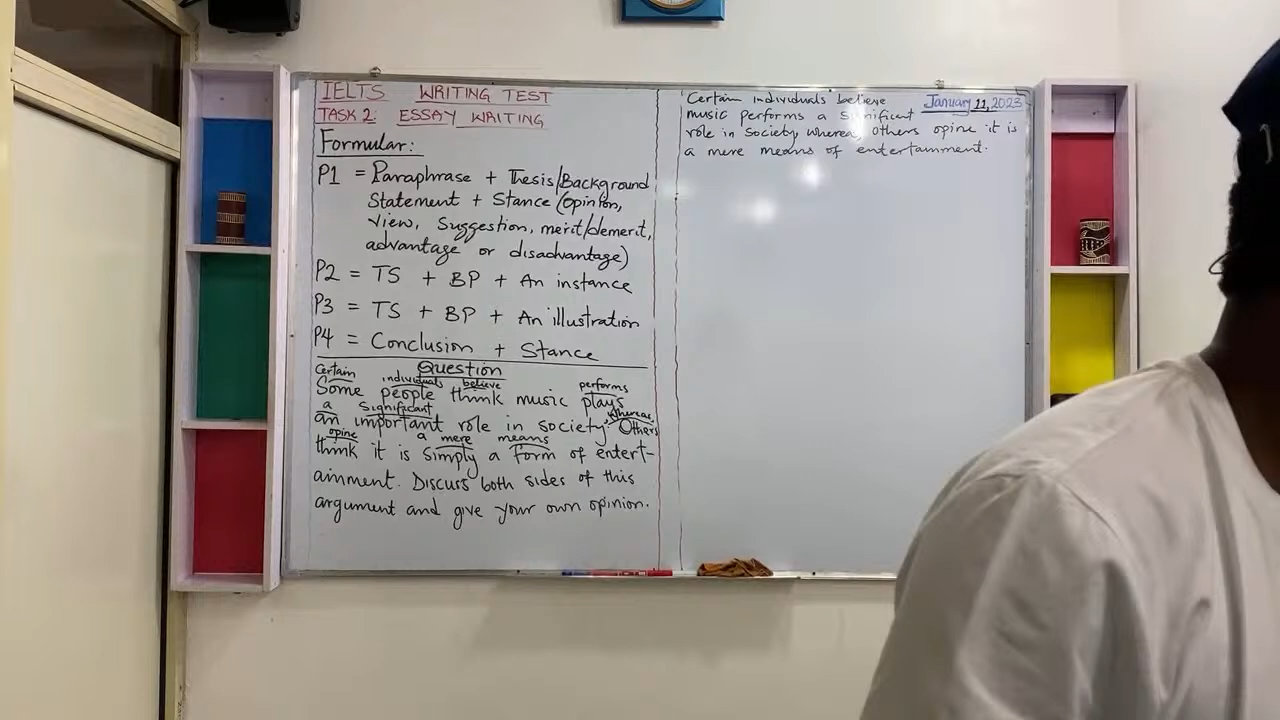 IELTS WRITING TEST
TASK 2: ESSAY WRITING
Formular:
P1 = Paraphrase + Thesis/Background
Statement + Stance (Opinion,
view, Suggestion, merit/demerit,
advantage or disadvantage)
P2 = TS + BP + An instance
P3 = TS + BP + An illustration
P4 = Conclusion + Stance
Question
Certain individuals believe performs
Some people think music plays
a Significant whereas
an important role in society. Others
opine a mere means
think it is simply a form of entert-
ainment. Discuss both sides of this
argument and give your own opinion.
January 11, 2023
Certain individuals believe
music performs a significant
role in society whereas others opine it is
a mere means of entertainment.